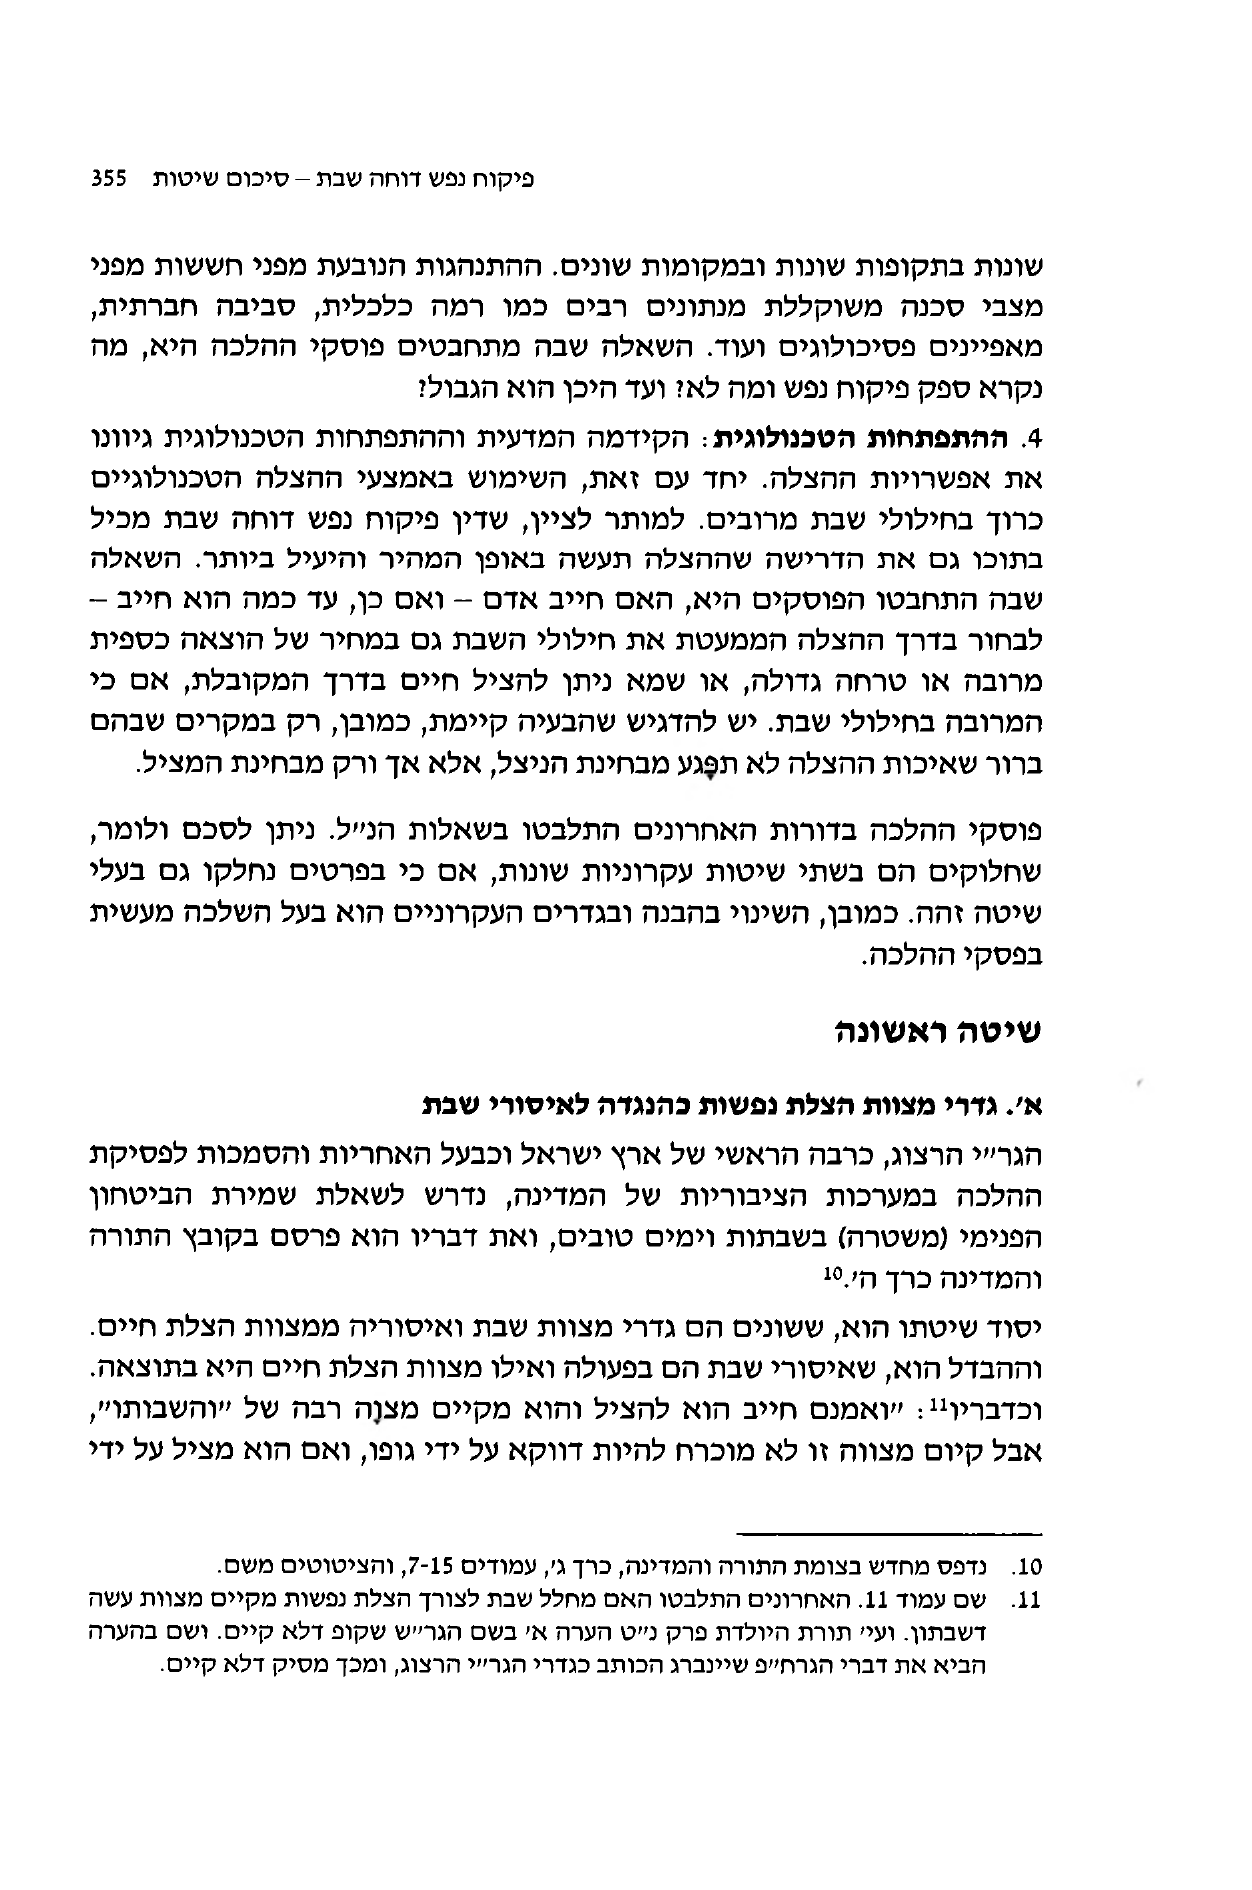 פיקוח נפש דוחה שבת – סיכום שיטות 355
שונות בתקופות שונות ובמקומות שונים. ההתנהגות הנובעת מפני חששות מפני
מצבי סכנה משוקללת מנתונים רבים כמו רמה כלכלית, סביבה חברתית,
מאפיינים פסיכולוגים ועוד. השאלה שבה מתחבטים פוסקי ההלכה היא, מה
נקרא ספק פיקוח נפש ומה לא? ועד היכן הוא הגבול?
4. ההתפתחות הטכנולוגית: הקידמה המדעית וההתפתחות הטכנולוגית גיוונו
את אפשרויות ההצלה. יחד עם זאת, השימוש באמצעי ההצלה הטכנולוגיים
כרוך בחילולי שבת מרובים. למותר לציין, שדין פיקוח נפש דוחה שבת מכיל
בתוכו גם את הדרישה שההצלה תעשה באופן המהיר והיעיל ביותר. השאלה
שבה התחבטו הפוסקים היא, האם חייב אדם – ואם כן, עד כמה הוא חייב –
לבחור בדרך ההצלה הממעטת את חילולי השבת גם במחיר של הוצאה כספית
מרובה או טרחה גדולה, או שמא ניתן להציל חיים בדרך המקובלת, אם כי
המרובה בחילולי שבת. יש להדגיש שהבעיה קיימת, כמובן, רק במקרים שבהם
ברור שאיכות ההצלה לא תפגע מבחינת הניצל, אלא אך ורק מבחינת המציל.
פוסקי ההלכה בדורות האחרונים התלבטו בשאלות הנ״ל. ניתן לסכם ולומר,
שחלוקים הם בשתי שיטות עקרוניות שונות, אם כי בפרטים נחלקו גם בעלי
שיטה זהה. כמובן, השינוי בהבנה ובגדרים העקרוניים הוא בעל השלכה מעשית
בפסקי ההלכה.
שיטה ראשונה
א׳. גדרי מצוות הצלת נפשות כהנגדה לאיסורי שבת
הגר״י הרצוג, כרבה הראשי של ארץ ישראל וכבעל האחריות והסמכות לפסיקת
ההלכה במערכות הציבוריות של המדינה, נדרש לשאלת שמירת הביטחון
הפנימי (משטרה) בשבתות וימים טובים, ואת דבריו הוא פרסם בקובץ התורה
והמדינה כרך ה׳.10
יסוד שיטתו הוא, ששונים הם גדרי מצוות שבת ואיסוריה ממצוות הצלת חיים.
וההבדל הוא, שאיסורי שבת הם בפעולה ואילו מצוות הצלת חיים היא בתוצאה.
וכדבריו11: ״ואמנם חייב הוא להציל והוא מקיים מצוה רבה של ״והשבותו״,
אבל קיום מצווה זו לא מוכרח להיות דווקא על ידי גופו, ואם הוא מציל על ידי
10. נדפס מחדש בצומת התורה והמדינה, כרך ג׳, עמודים 7-15, והציטוטים משם.
11. שם עמוד 11. האחרונים התלבטו האם מחלל שבת לצורך הצלת נפשות מקיים מצוות עשה
דשבתון. ועי׳ תורת היולדת פרק נ״ט הערה א׳ בשם הגר״ש שקופ דלא קיים. ושם בהערה
הביא את דברי הגרח״פ שיינברג הכותב כגדרי הגר״י הרצוג, ומכך מסיק דלא קיים.